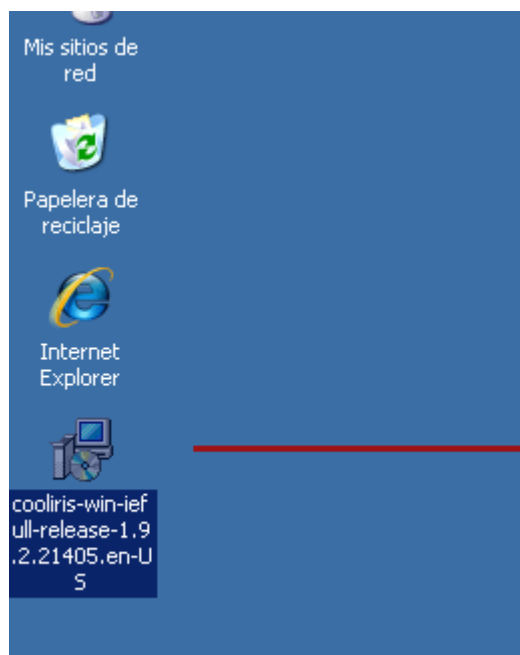 Mis sitios de
red
Papelera de
reciclaje
Internet
Explorer
cooliris-win-ief
ull-release-1.9
.2.21405.en-U
S